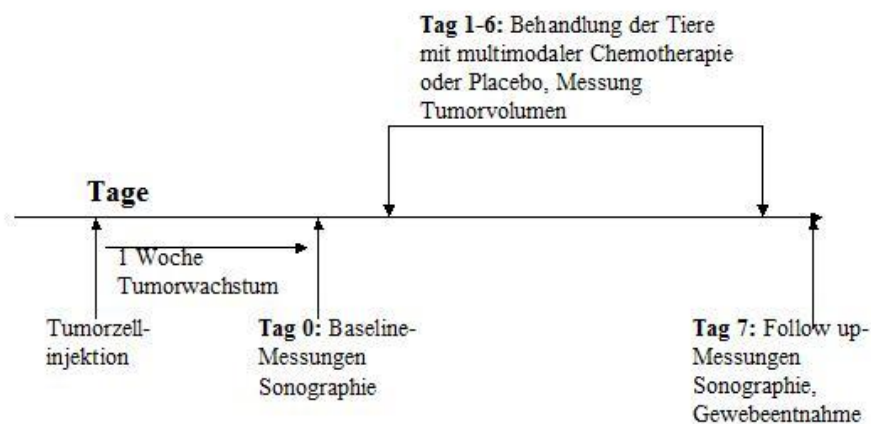 Tag 1-6: Behandlung der Tiere
mit multimodaler Chemotherapie
oder Placebo, Messung
Tumorvolumen
Tage
1 Woche
Tumorwachstum
Tumorzell-
injektion
Tag 0: Baseline-
Messungen
Sonographie
Tag 7: Follow up-
Messungen
Sonographie,
Gewebeentnahme